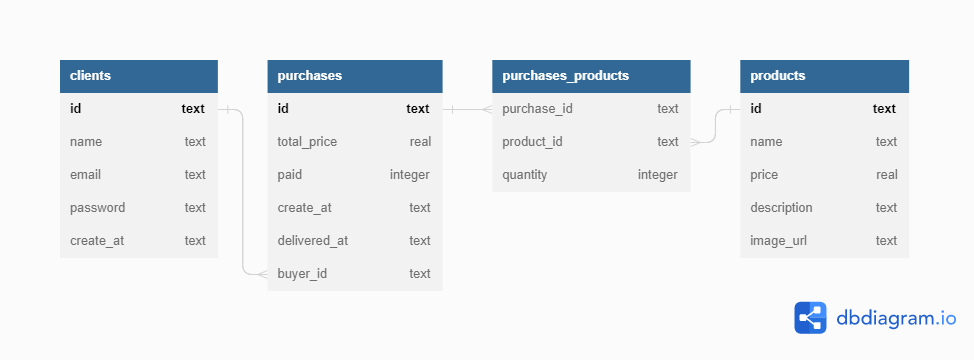 clients
id text
name text
email text
password text
create_at text
purchases
id text
total_price real
paid integer
create_at text
delivered_at text
buyer_id text
purchases_products
purchase_id text
product_id text
quantity integer
products
id text
name text
price real
description text
image_url text
dbdiagram.io